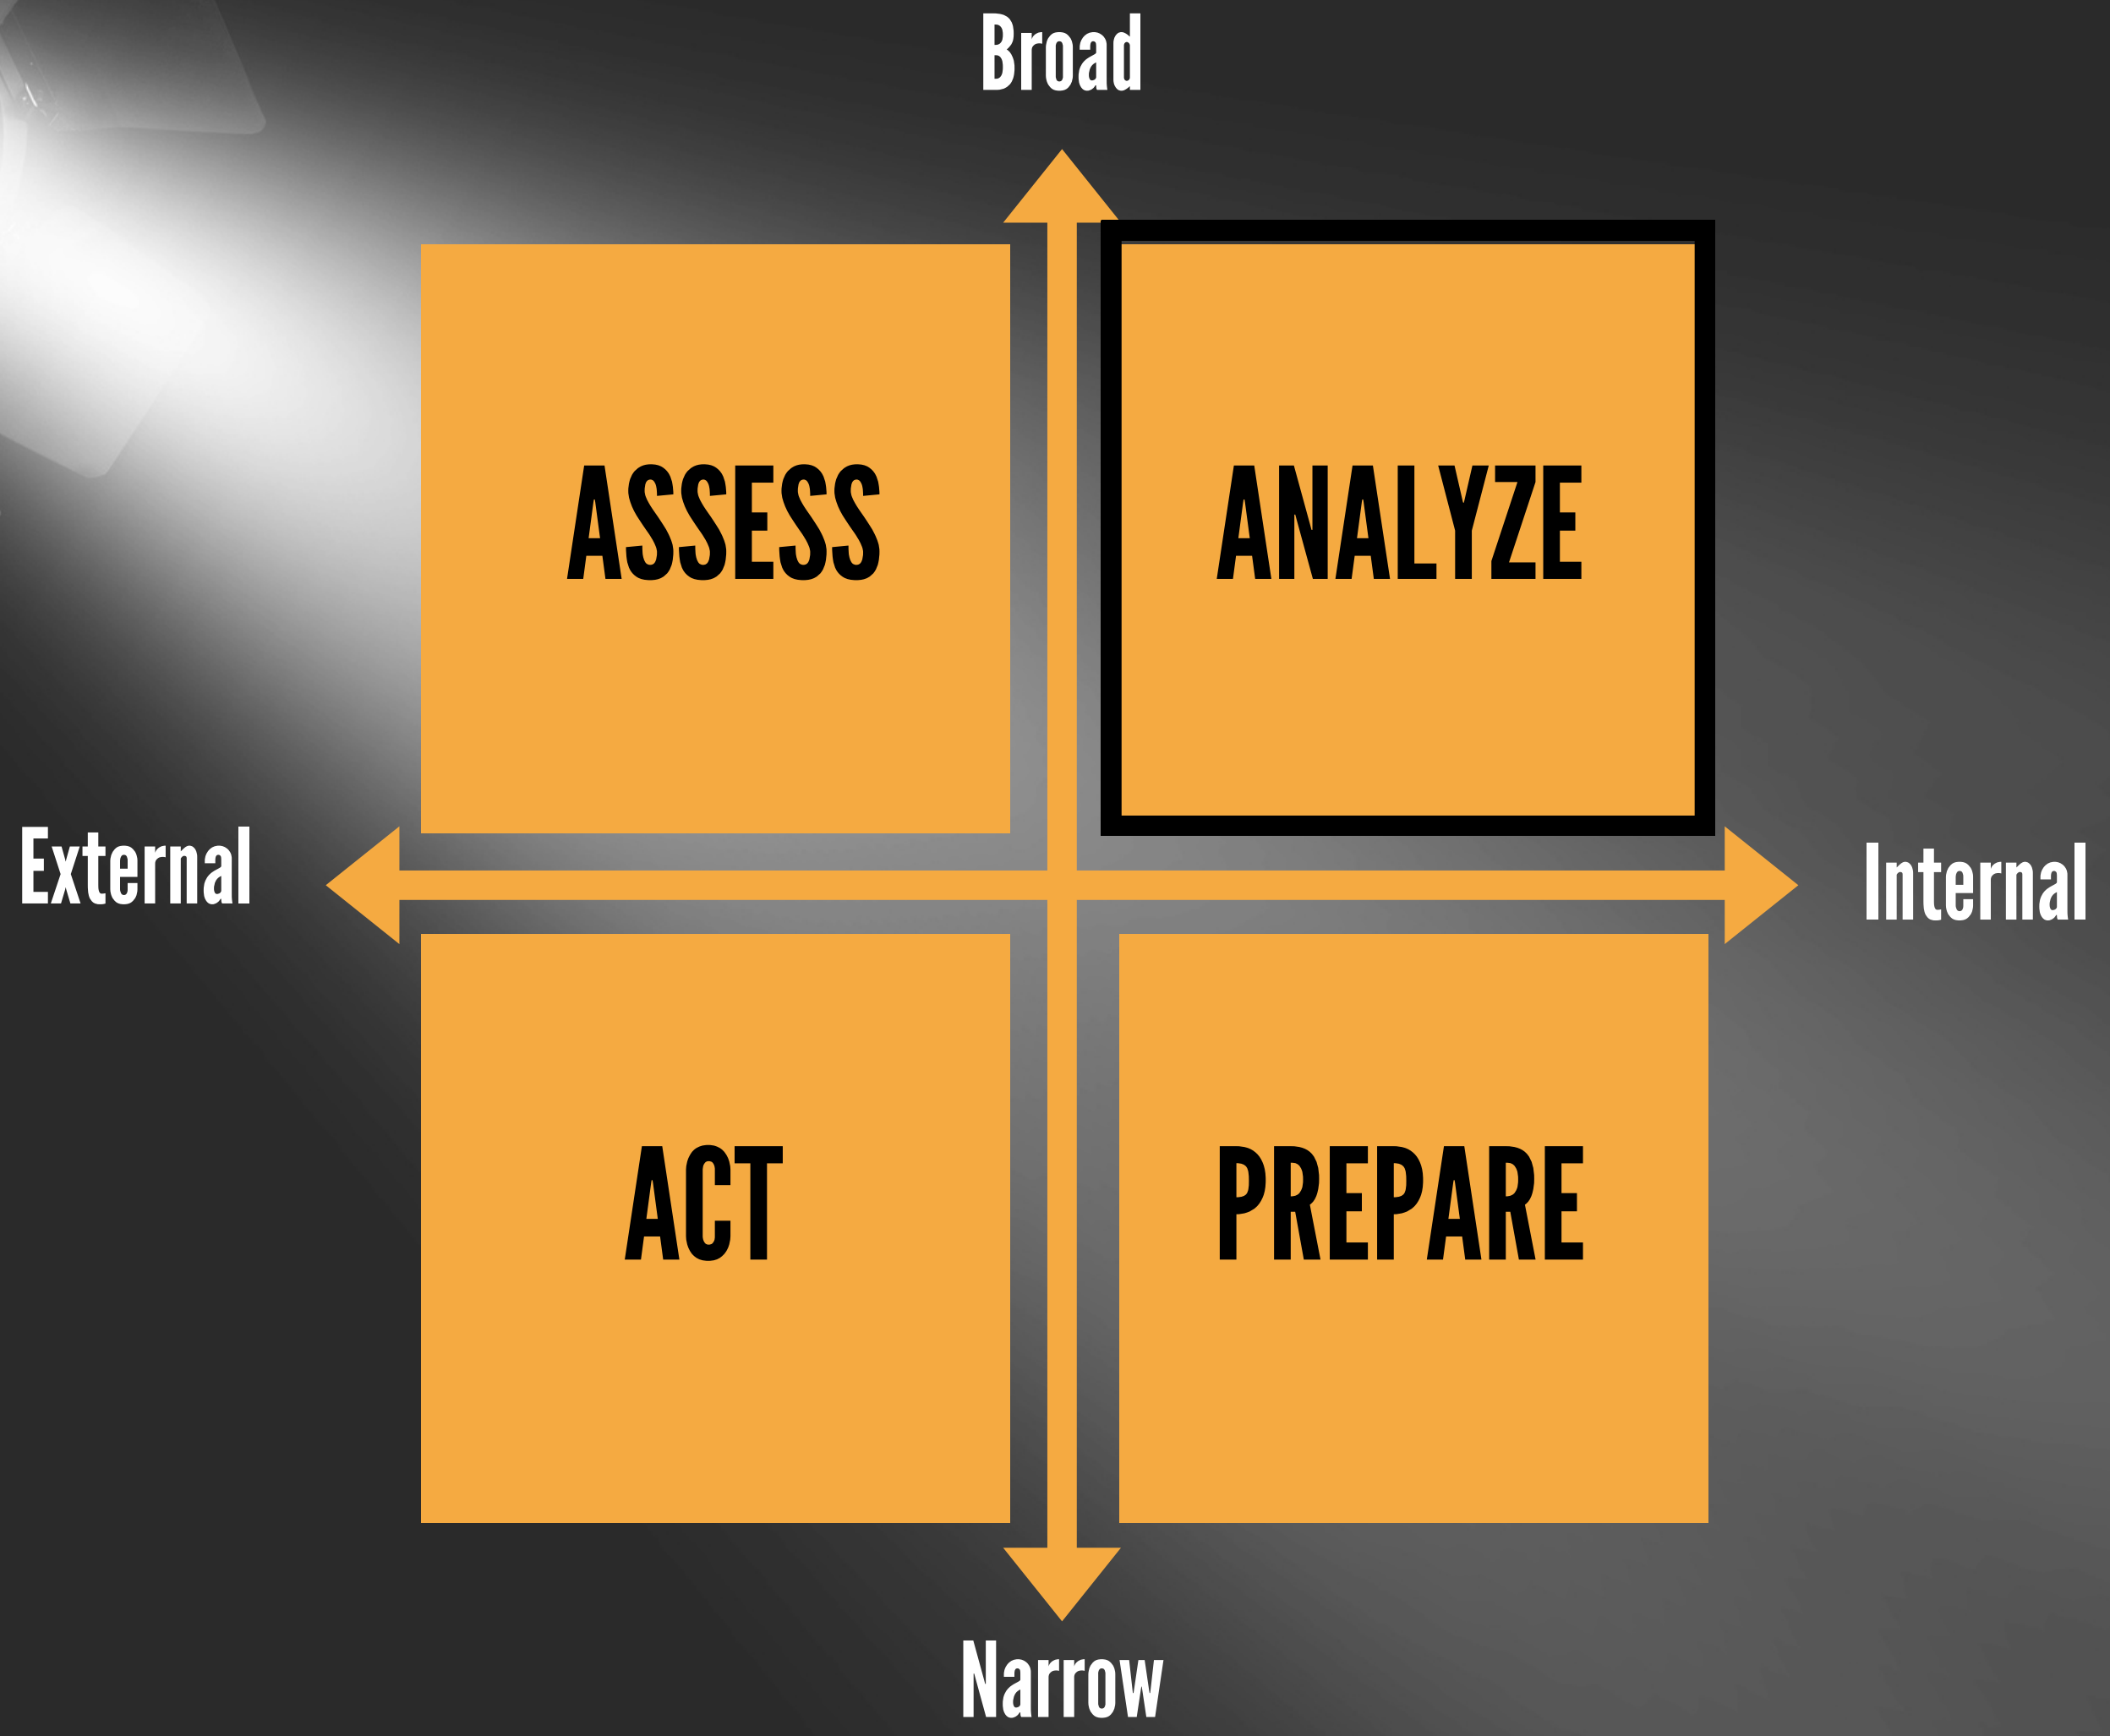 Broad
ASSESS
ANALYZE
External
Internal
ACT
PREPARE
Narrow